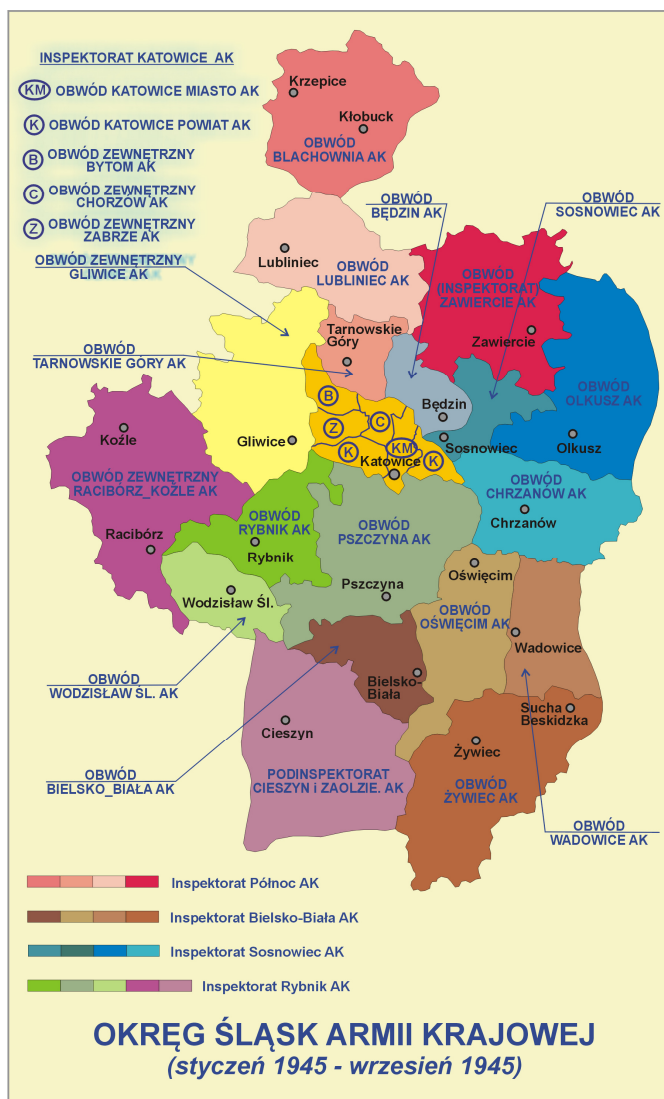 INSPEKTORAT KATOWICE AK
KM OBWÓD KATOWICE MIASTO AK
K OBWÓD KATOWICE POWIAT AK
B OBWÓD ZEWNĘTRZNY
BYTOM AK
C OBWÓD ZEWNĘTRZNY
CHORZÓW AK
Z OBWÓD ZEWNĘTRZNY
ZABRZE AK
OBWÓD ZEWNĘTRZNY
GLIWICE AK
Krzepice
Kłobuck
OBWÓD
BLACHOWNIA AK
OBWÓD
BĘDZIN AK
OBWÓD
SOSNOWIEC AK
Lubliniec
OBWÓD
LUBLINIEC AK
OBWÓD
(INSPEKTORAT)
ZAWIERCIE AK
Zawiercie
Tarnowskie
Góry
OBWÓD
TARNOWSKIE GÓRY AK
OBWÓD
OLKUSZ AK
Olkusz
Będzin
Sosnowiec
B
C
Z
K
KM
K
Katowice
Gliwice
Koźle
OBWÓD ZEWNĘTRZNY
RACIBÓRZ_KOŹLE AK
Racibórz
OBWÓD
RYBNIK AK
Rybnik
OBWÓD
PSZCZYNA AK
Pszczyna
OBWÓD
CHRZANÓW AK
Chrzanów
Wodzisław Śl.
Oświęcim
OBWÓD
OŚWIĘCIM AK
Wadowice
OBWÓD
WODZISŁAW ŚL. AK
Bielsko-
Biała
Sucha
Beskidzka
Cieszyn
Żywiec
OBWÓD
BIELSKO_BIAŁA AK
PODINSPEKTORAT
CIESZYN i ZAOLZIE. AK
OBWÓD
ŻYWIEC AK
OBWÓD
WADOWICE AK
Inspektorat Północ AK
Inspektorat Bielsko-Biała AK
Inspektorat Sosnowiec AK
Inspektorat Rybnik AK
OKRĘG ŚLĄSK ARMII KRAJOWEJ
(styczeń 1945 - wrzesień 1945)